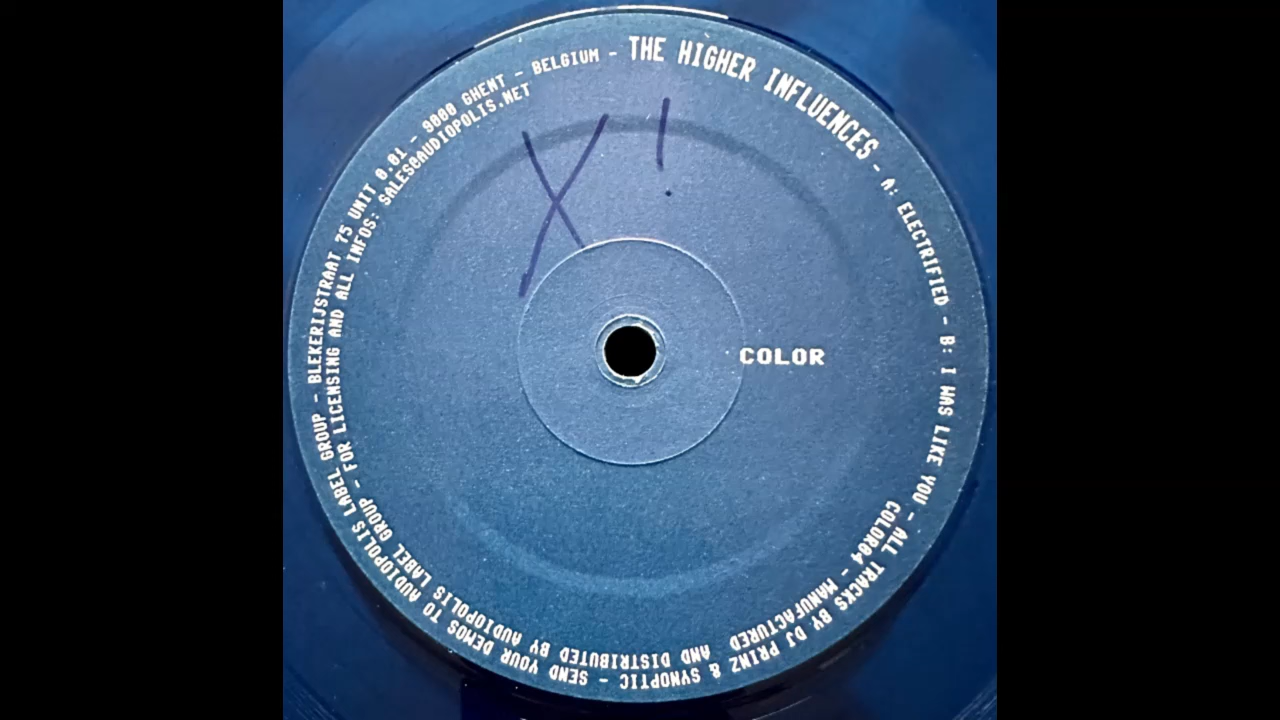 THE HIGHER INFLUENCES - A: ELECTRIFIED - B: I WAS LIKE YOU - ALL TRACKS BY DJ PRINZ & SYNOPTIC - SEND YOUR DEMOS TO AUDIOPOLIS LABEL GROUP - BLEKERIJSTRAAT 75 UNIT 0.01 - 9000 GHENT - BELGIUM -
COLOR04 - MANUFACTURED AND DISTRIBUTED BY AUDIOPOLIS LABEL GROUP - FOR LICENSING AND ALL INFOS: SALES@AUDIOPOLIS.NET
X!
COLOR